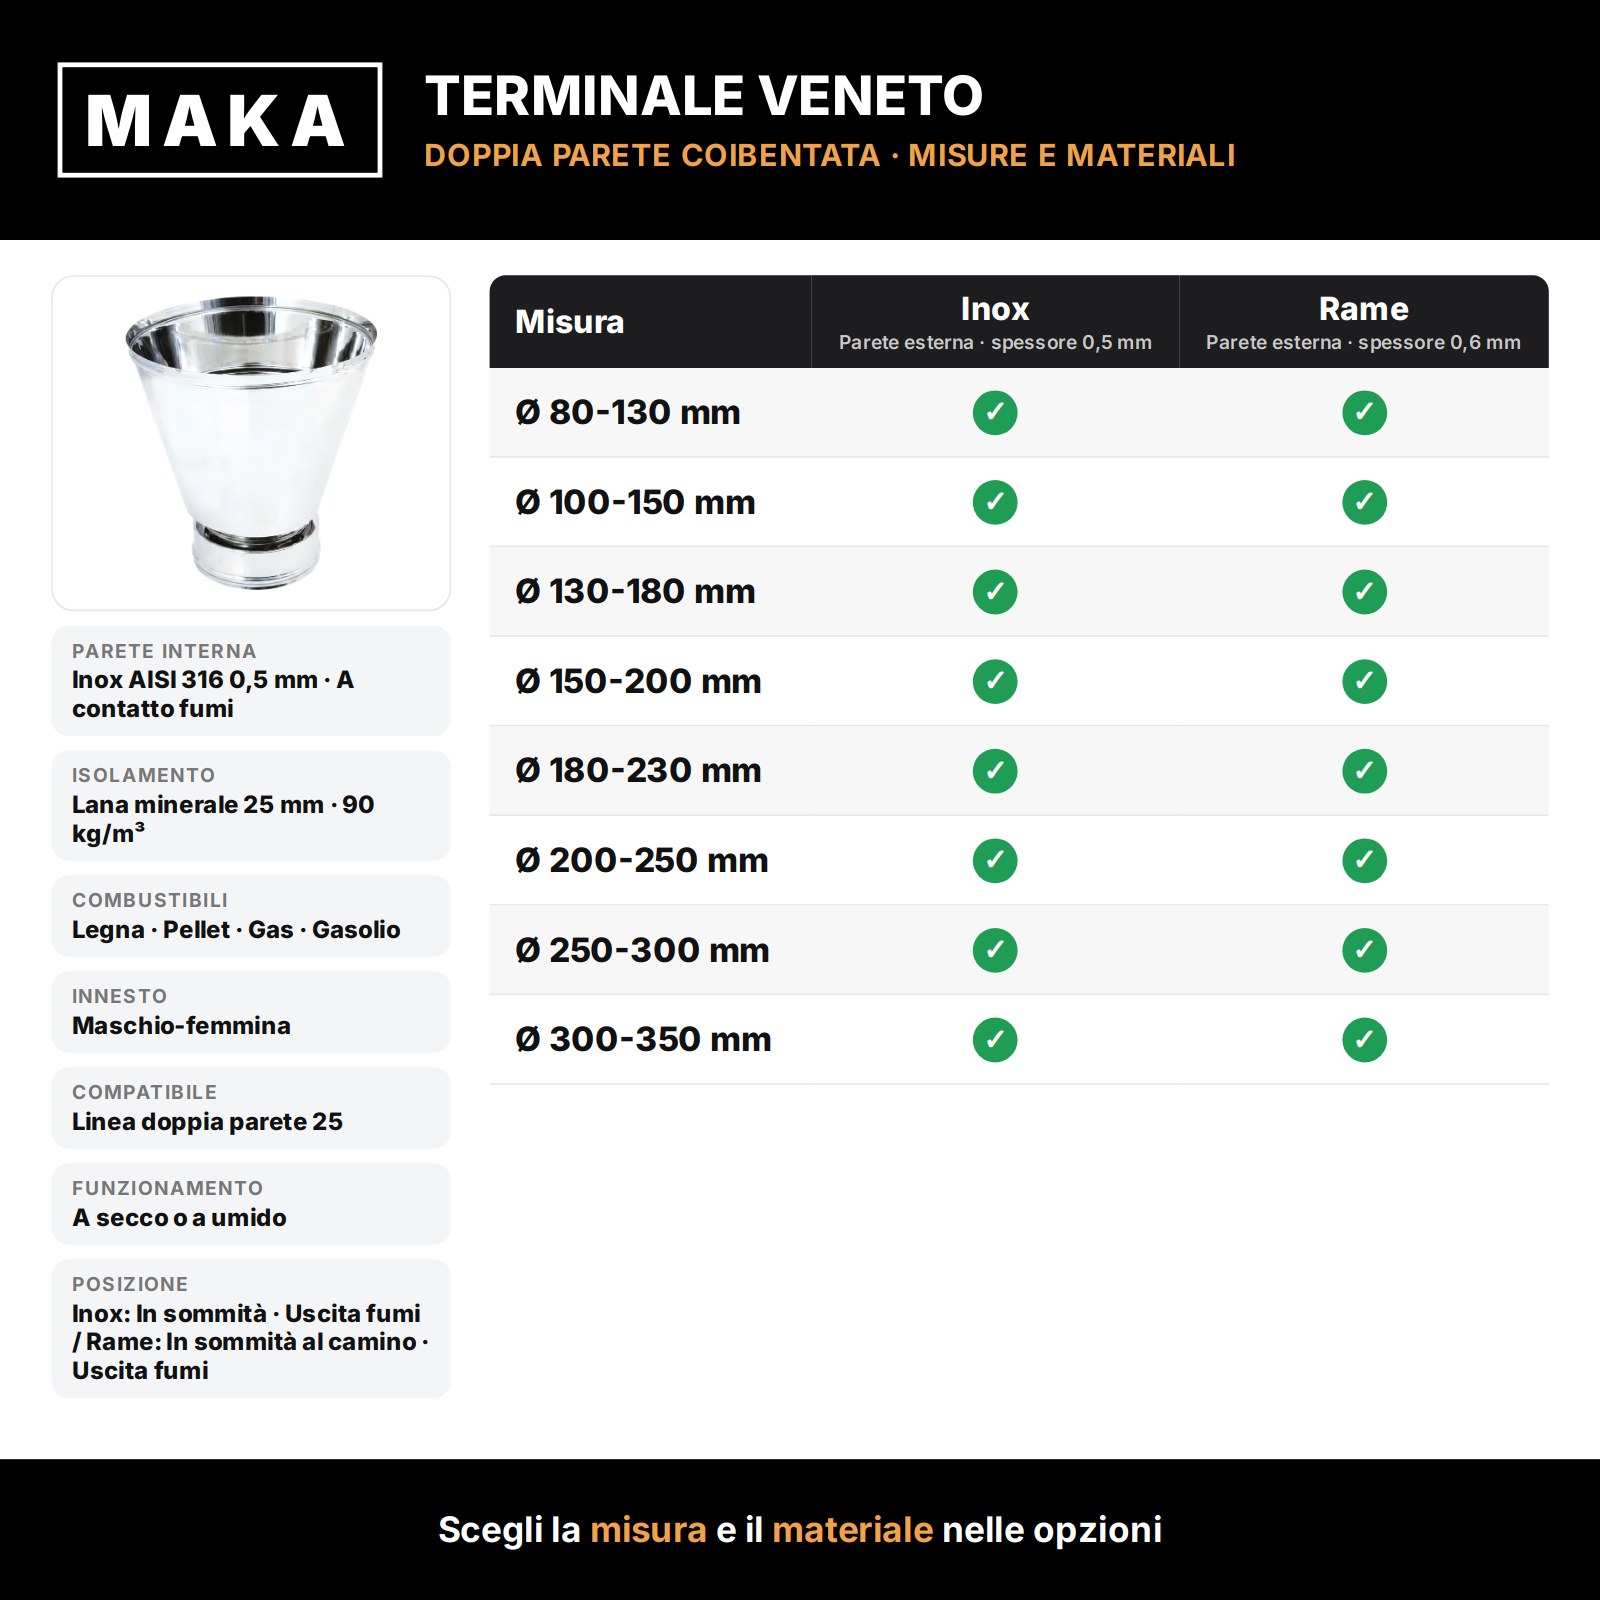 MAKA
TERMINALE VENETO
DOPPIA PARETE COIBENTATA · MISURE E MATERIALI
PARETE INTERNA
Inox AISI 316 0,5 mm · A
contatto fumi
ISOLAMENTO
Lana minerale 25 mm · 90
kg/m³
COMBUSTIBILI
Legna · Pellet · Gas · Gasolio
INNESTO
Maschio-femmina
COMPATIBILE
Linea doppia parete 25
FUNZIONAMENTO
A secco o a umido
POSIZIONE
Inox: In sommità · Uscita fumi
/ Rame: In sommità al camino ·
Uscita fumi
Misura Inox Rame
Parete esterna · spessore 0,5 mm Parete esterna · spessore 0,6 mm
Ø 80-130 mm ✓ ✓
Ø 100-150 mm ✓ ✓
Ø 130-180 mm ✓ ✓
Ø 150-200 mm ✓ ✓
Ø 180-230 mm ✓ ✓
Ø 200-250 mm ✓ ✓
Ø 250-300 mm ✓ ✓
Ø 300-350 mm ✓ ✓
Scegli la misura e il materiale nelle opzioni